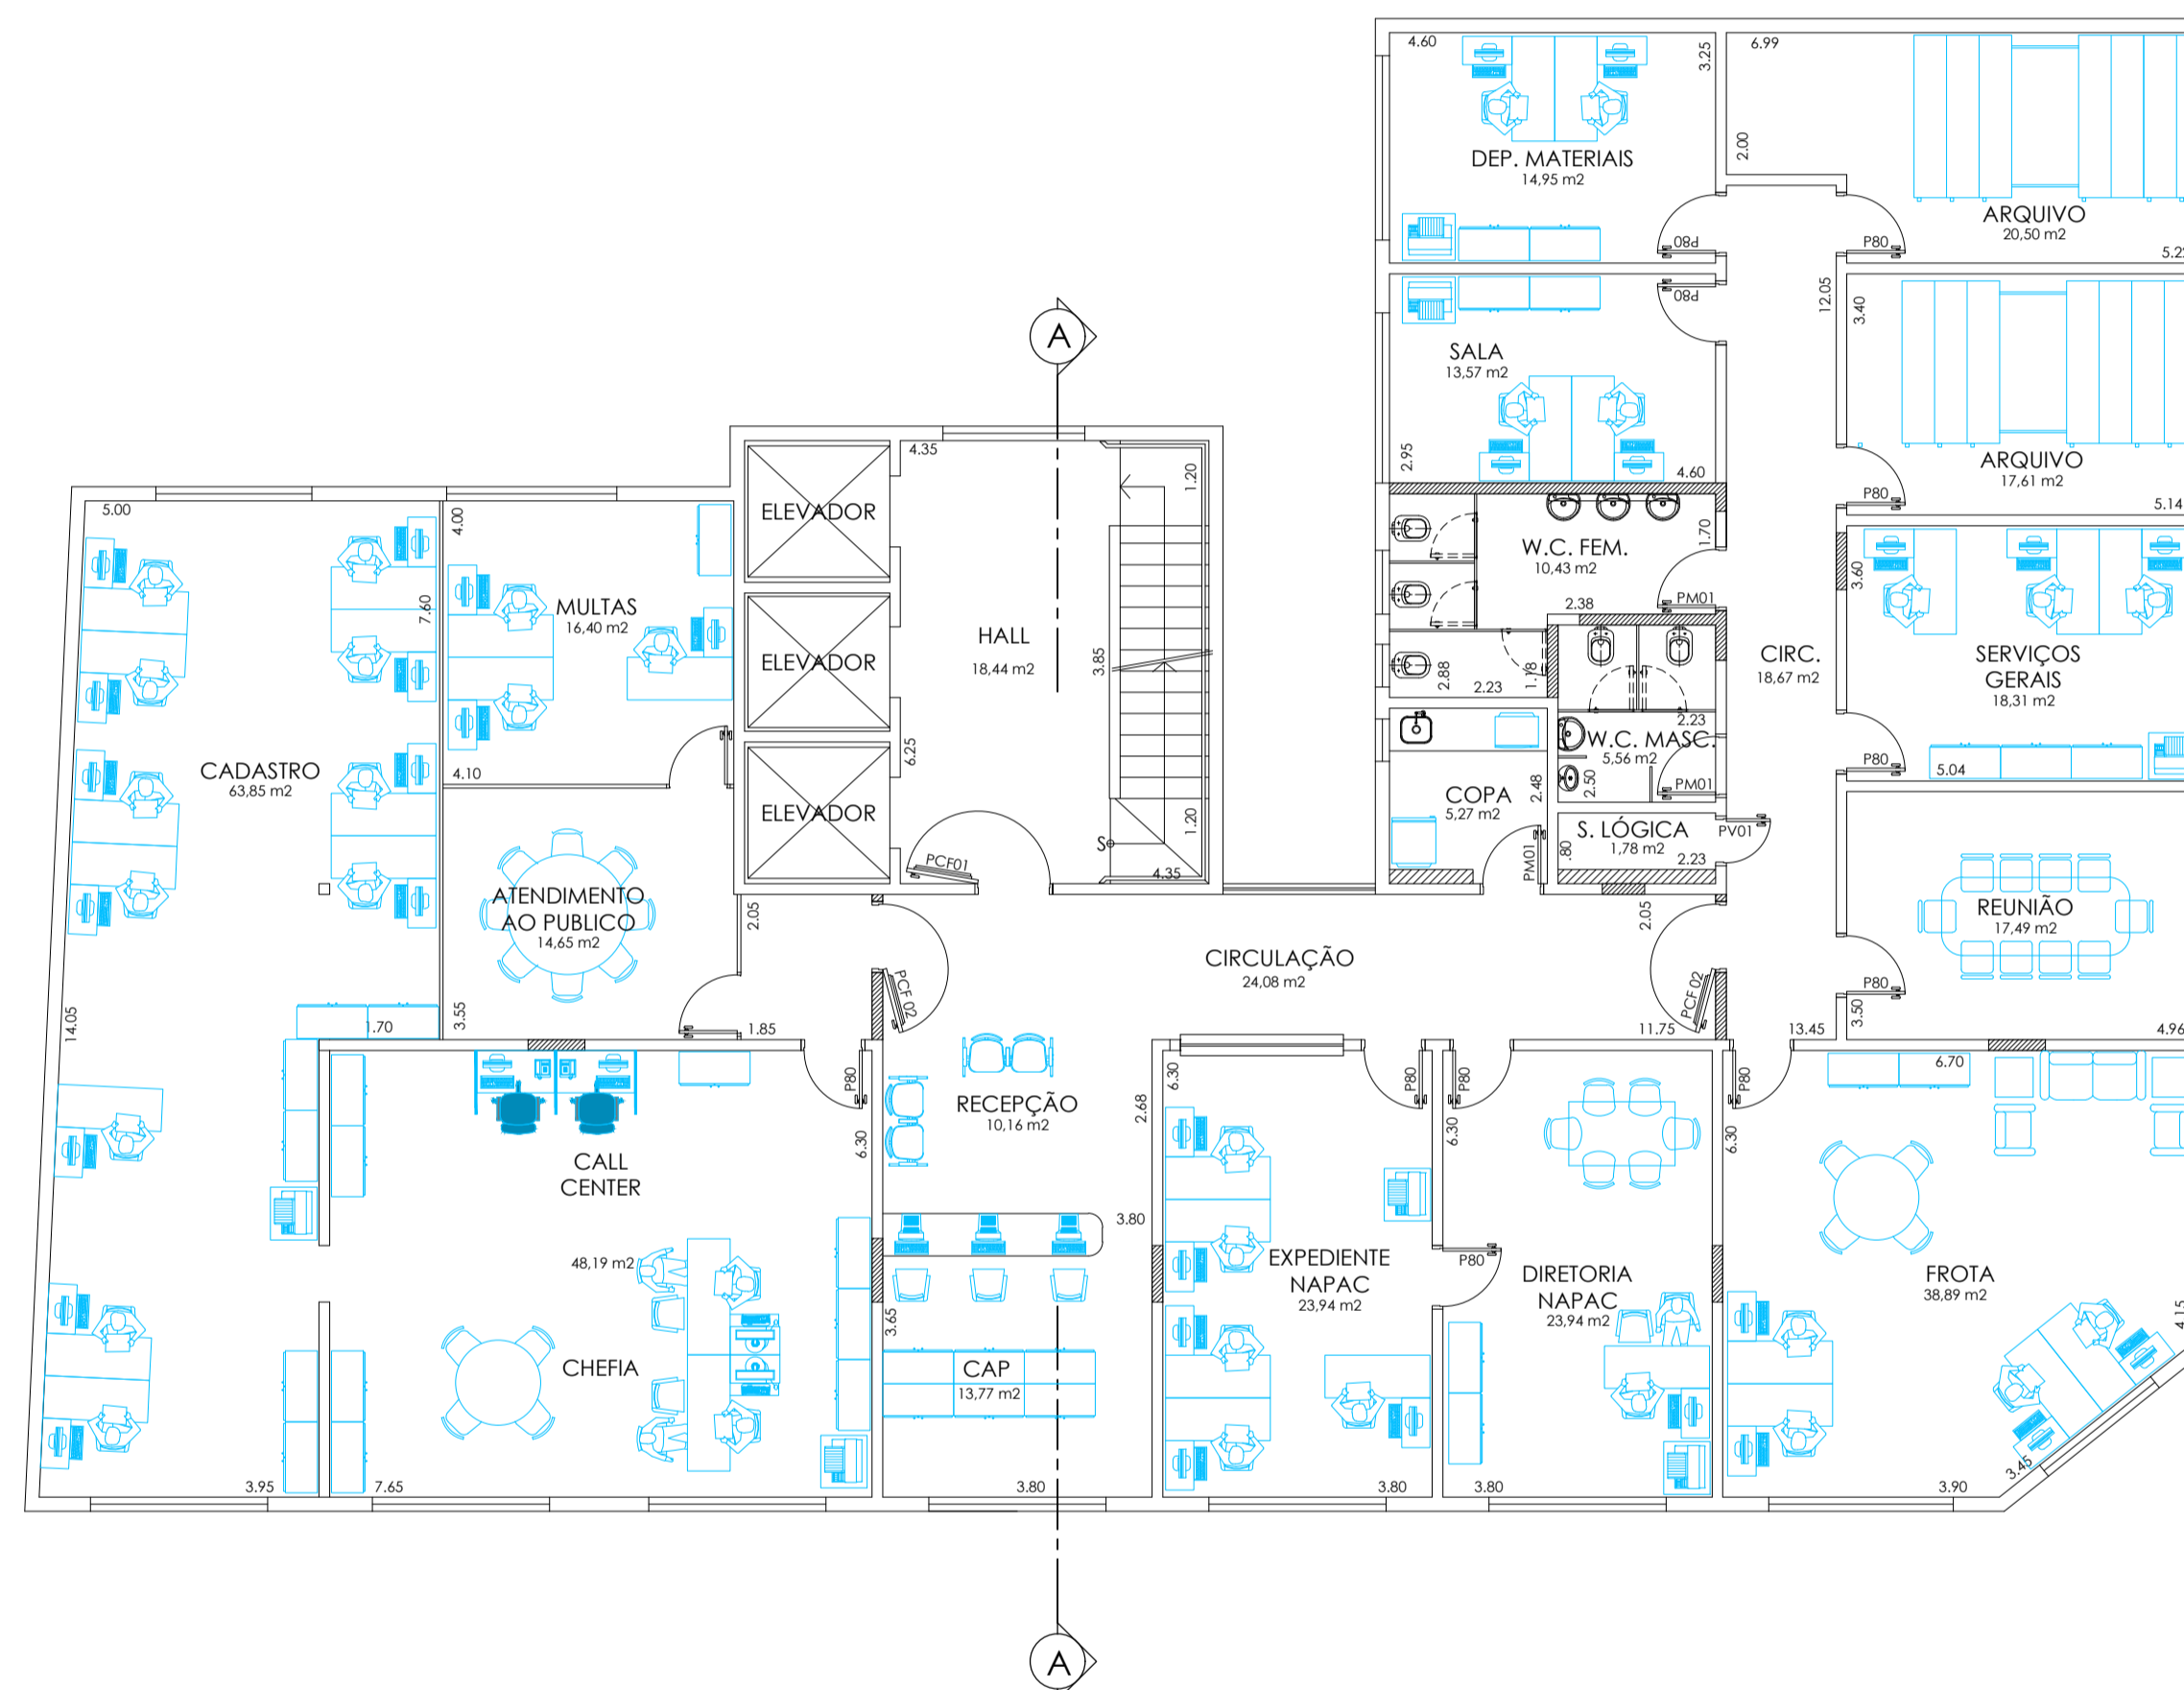 4.60
3.25
6.99
2.00
DEP. MATERIAIS
14,95 m2
P80
ARQUIVO
20,50 m2
P80
P80
12.05
3.40
SALA
13,57 m2
2.95
4.60
ARQUIVO
17,61 m2
P80
5.14
A
4.35
1.20
ELEVADOR
ELEVADOR
ELEVADOR
HALL
18,44 m2
3.85
6.25
1.20
S
4.35
PCF01
5.00
4.00
7.60
MULTAS
16,40 m2
4.10
CADASTRO
63,85 m2
14.05
1.70
3.55
ATENDIMENTO
AO PUBLICO
14,65 m2
2.05
1.85
PCF 02
W.C. FEM.
10,43 m2
1.70
PM01
2.38
2.88
2.23
1.78
2.23
W.C. MASC.
5,56 m2
2.50
PM01
COPA
5,27 m2
2.48
PM01
S. LÓGICA
1,78 m2
.80
2.23
PV01
CIRC.
18,67 m2
3.60
SERVIÇOS
GERAIS
18,31 m2
P80
5.04
REUNIÃO
17,49 m2
P80
3.50
4.96
CIRCULAÇÃO
24,08 m2
2.05
PCF 02
11.75
13.45
P80
6.30
CALL
CENTER
48,19 m2
CHEFIA
3.95
7.65
RECEPÇÃO
10,16 m2
2.68
3.80
3.65
CAP
13,77 m2
3.80
6.30
P80
EXPEDIENTE
NAPAC
23,94 m2
3.80
P80
6.30
P80
DIRETORIA
NAPAC
23,94 m2
3.80
P80
6.30
6.70
FROTA
38,89 m2
4.15
3.45
3.90
A